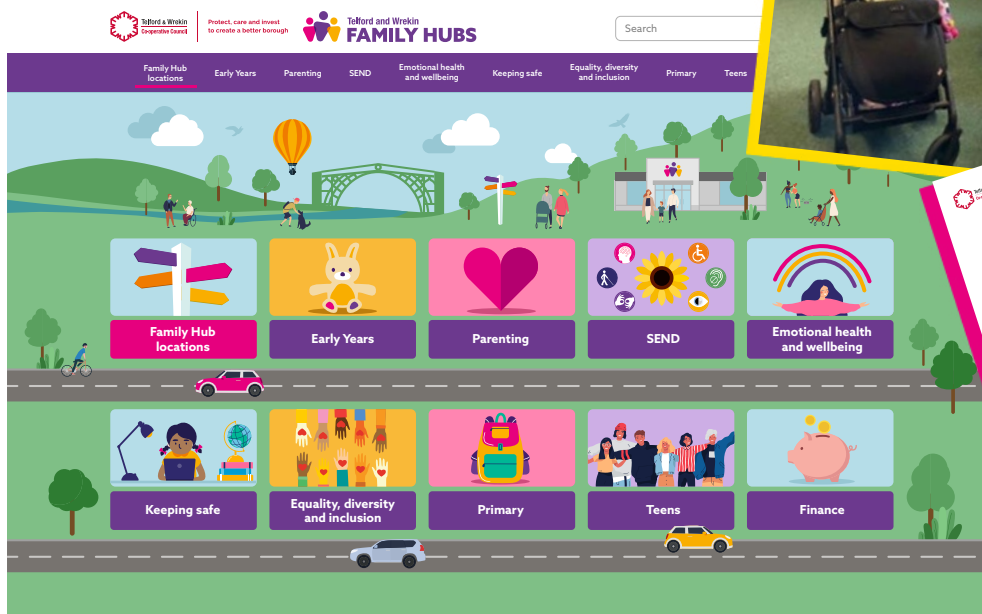 Telford & Wrekin
Co-operative Council
Protect, care and invest
to create a better borough
Telford and Wrekin
FAMILY HUBS
Search
Family Hub
locations
Early Years
Parenting
SEND
Emotional health
and wellbeing
Keeping safe
Equality, diversity
and inclusion
Primary
Teens
Family Hub
locations
Early Years
Parenting
SEND
Emotional health
and wellbeing
Keeping safe
Equality, diversity
and inclusion
Primary
Teens
Finance